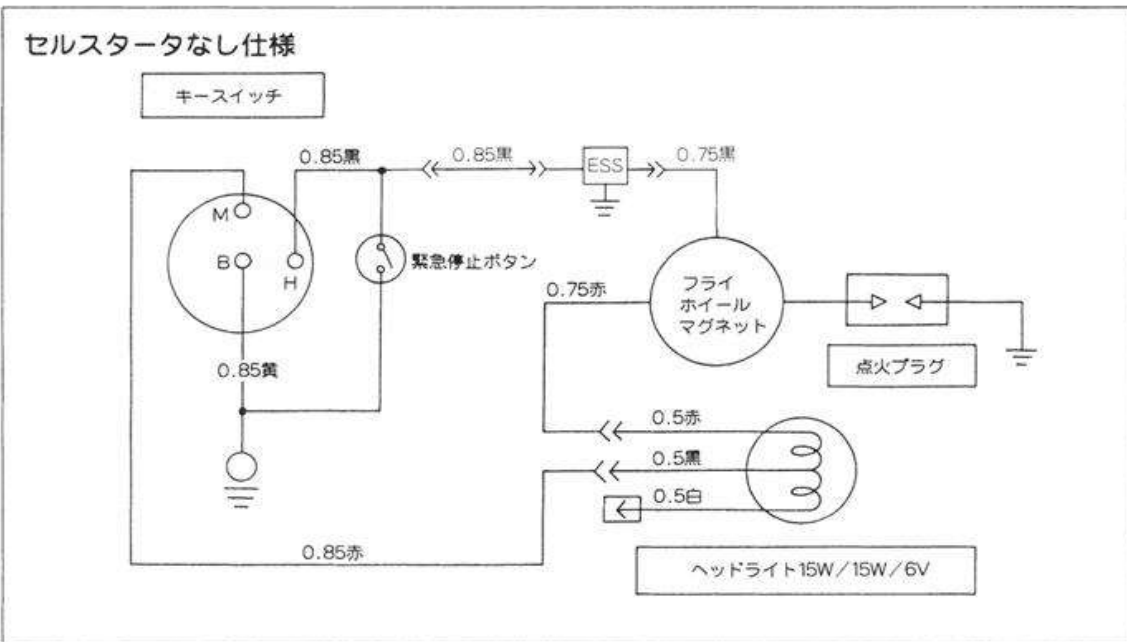 セルスタータなし仕様
キースイッチ
0.85黒
0.85黒
ESS
0.75黒
M
B
H
緊急停止ボタン
0.85黄
0.75赤
フライ
ホイール
マグネット
点火プラグ
0.5赤
0.5黒
0.5白
0.85赤
ヘッドライト15W/15W/6V